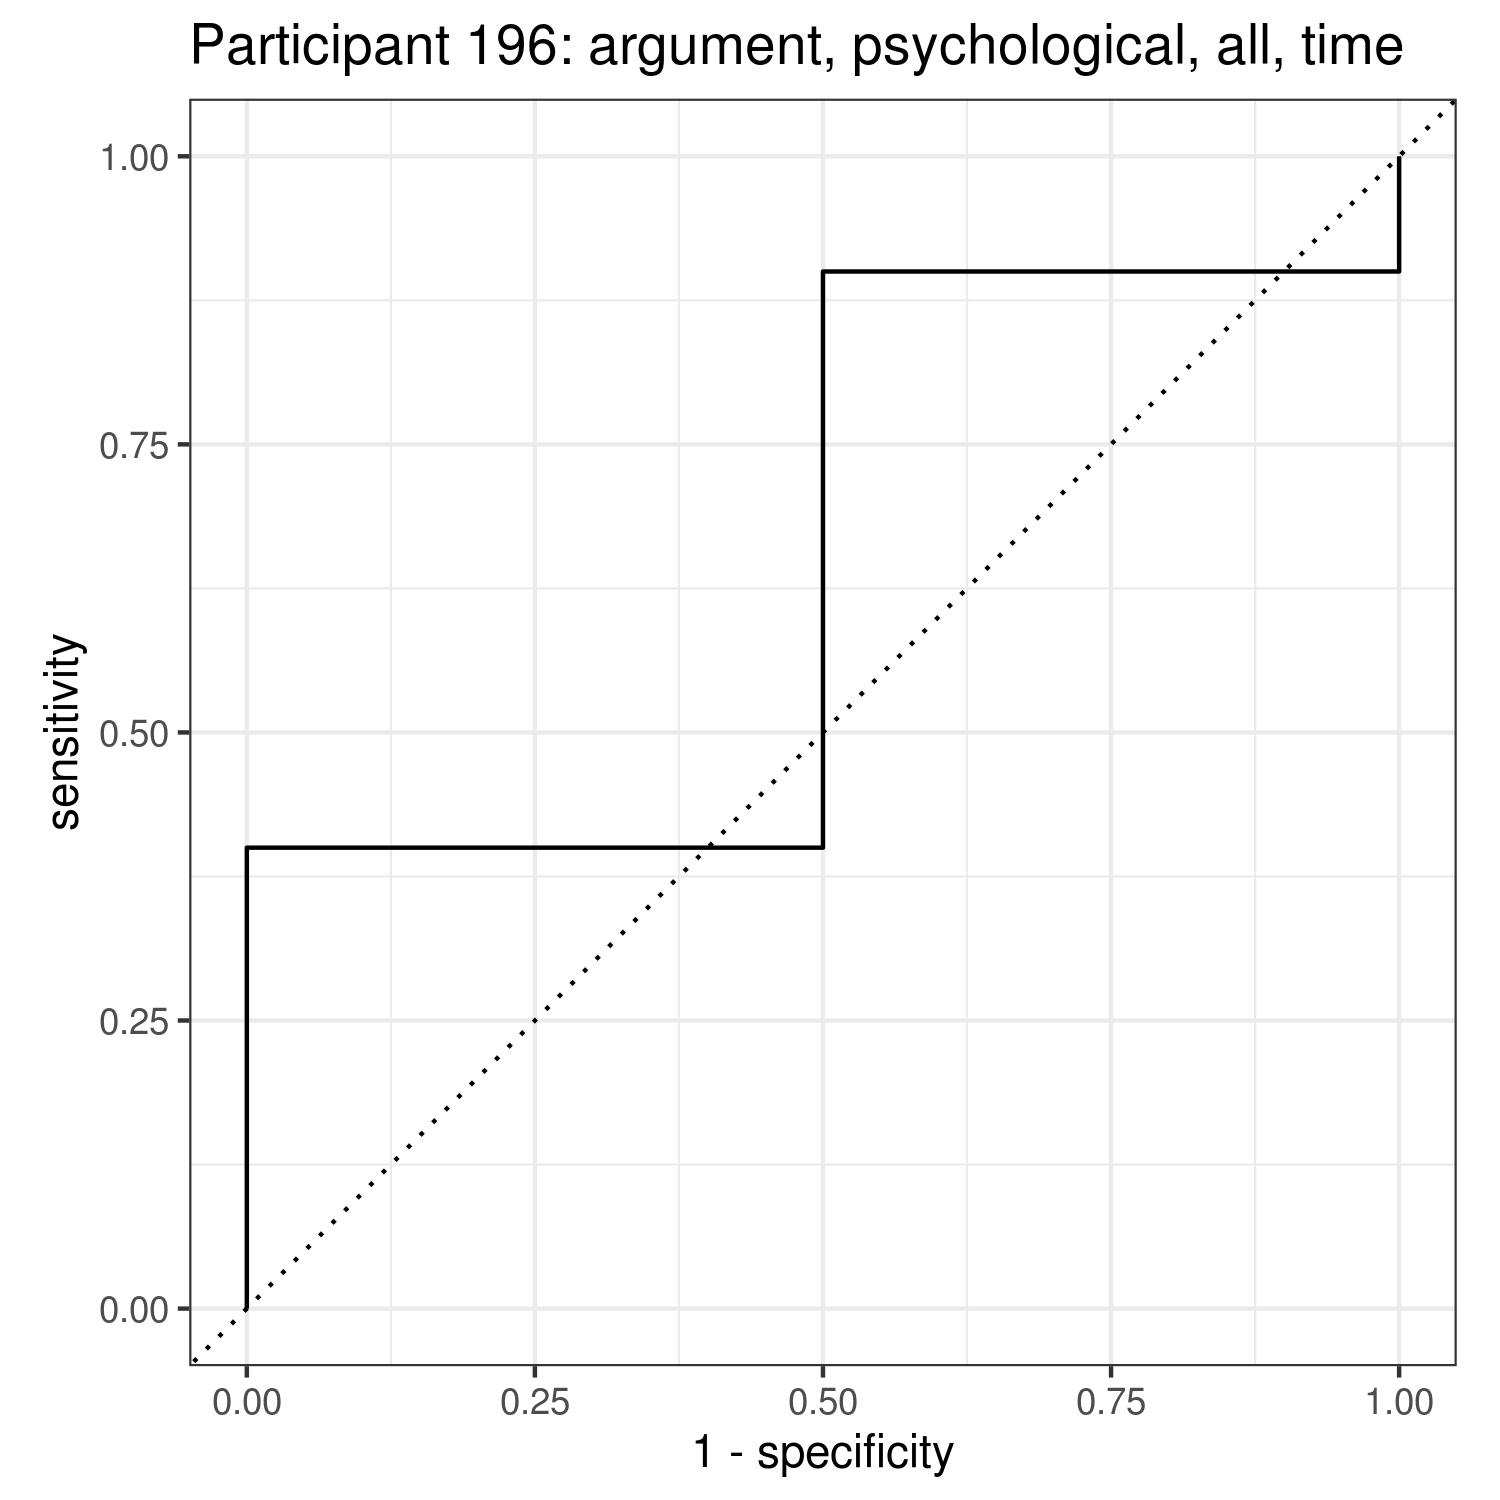 Participant 196: argument, psychological, all, time
1.00
0.75
0.50
0.25
0.00
sensitivity
0.00 0.25 0.50 0.75 1.00
1 - specificity